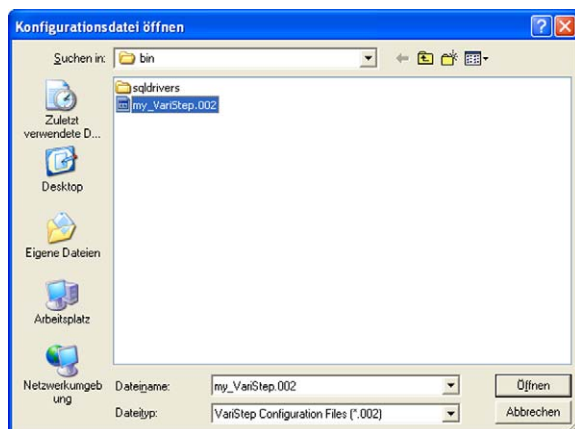 Konfigurationsdatei öffnen
Suchen in:
bin
sqldrivers
my_VariStep.002
Zuletzt
verwendete D...
Desktop
Eigene Dateien
Arbeitsplatz
Netzwerkumgeb
ung
Dateiname:
my_VariStep.002
Öffnen
Dateityp:
VariStep Configuration Files (*.002)
Abbrechen